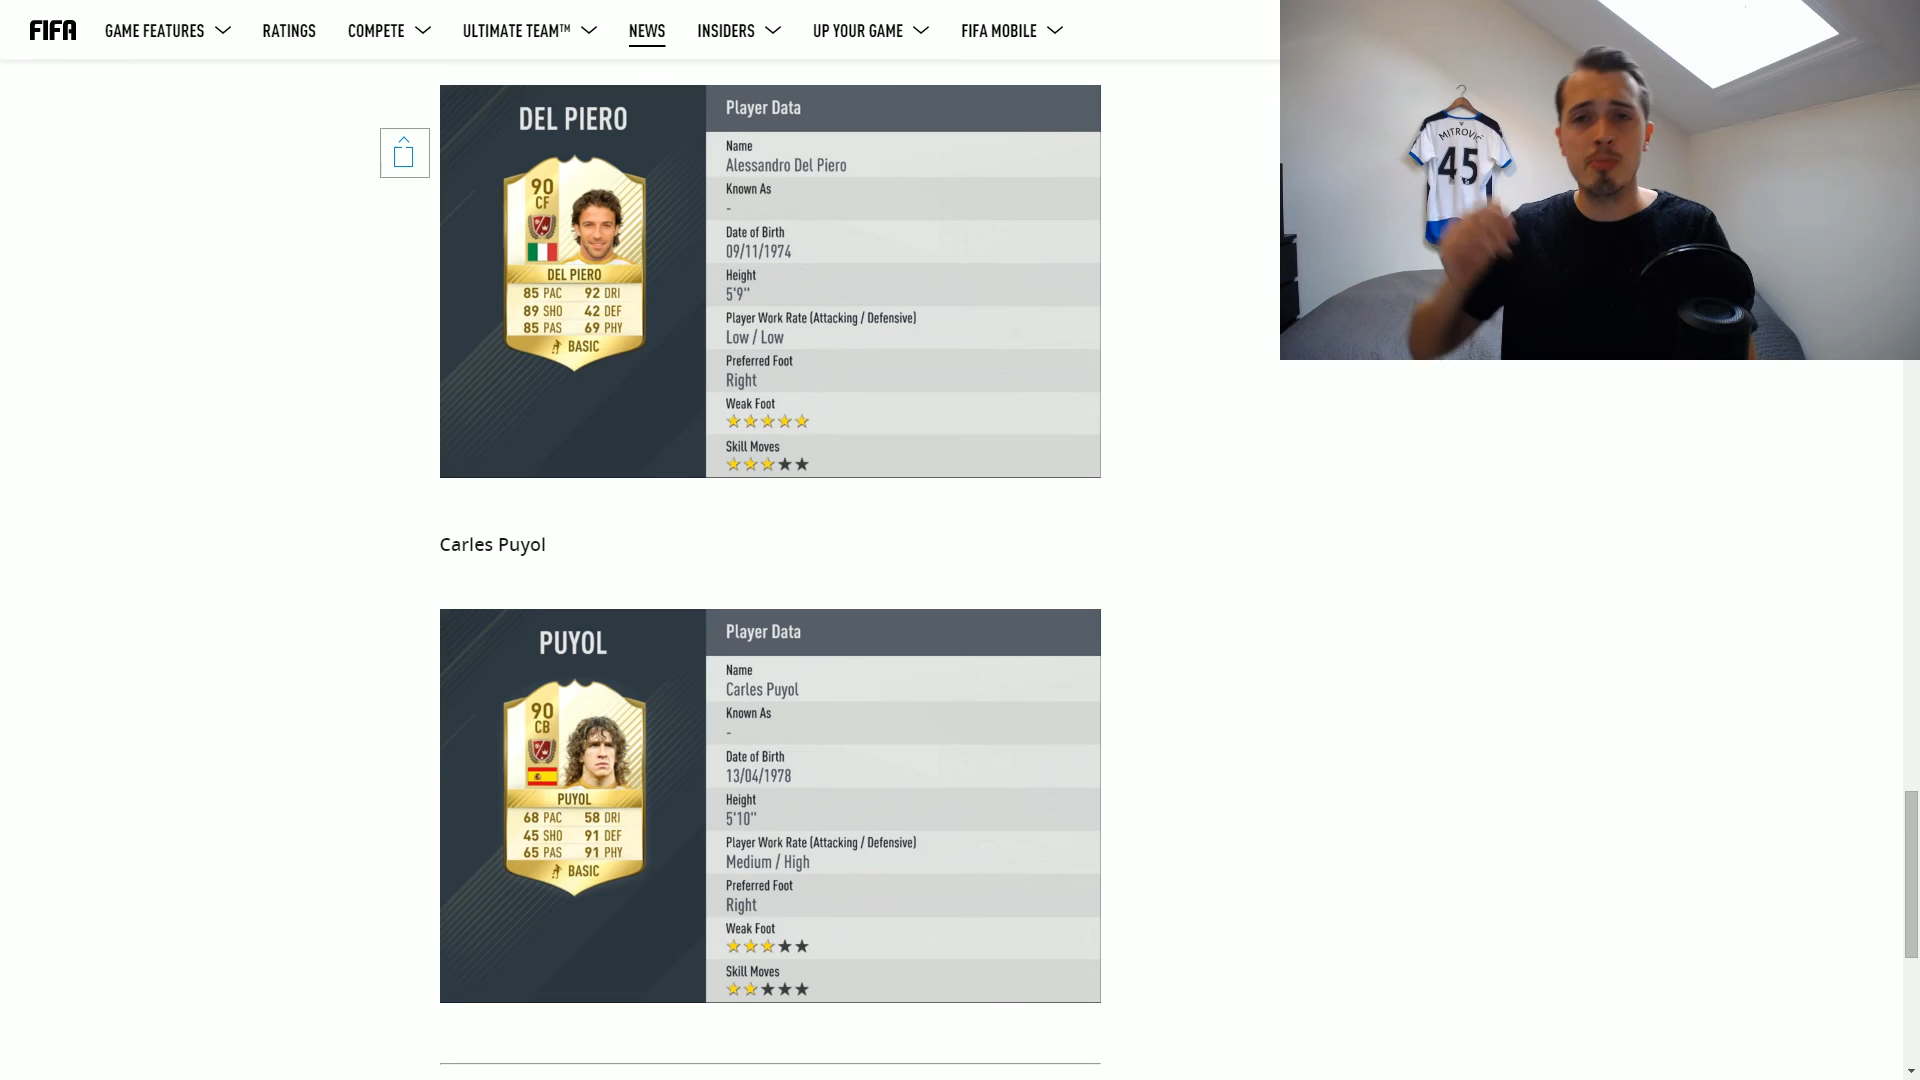 FIFA GAME FEATURES RATINGS COMPETE ULTIMATE TEAM™ NEWS INSIDERS UP YOUR GAME FIFA MOBILE
DEL PIERO
90
CF
DEL PIERO
85 PAC 92 DRI
89 SHO 42 DEF
85 PAS 69 PHY
BASIC
Player Data
Name
Alessandro Del Piero
Known As
-
Date of Birth
09/11/1974
Height
5'9"
Player Work Rate (Attacking / Defensive)
Low / Low
Preferred Foot
Right
Weak Foot
Skill Moves
MITROVIĆ
45
Carles Puyol
PUYOL
90
CB
PUYOL
68 PAC 58 DRI
45 SHO 91 DEF
65 PAS 91 PHY
BASIC
Player Data
Name
Carles Puyol
Known As
-
Date of Birth
13/04/1978
Height
5'10"
Player Work Rate (Attacking / Defensive)
Medium / High
Preferred Foot
Right
Weak Foot
Skill Moves